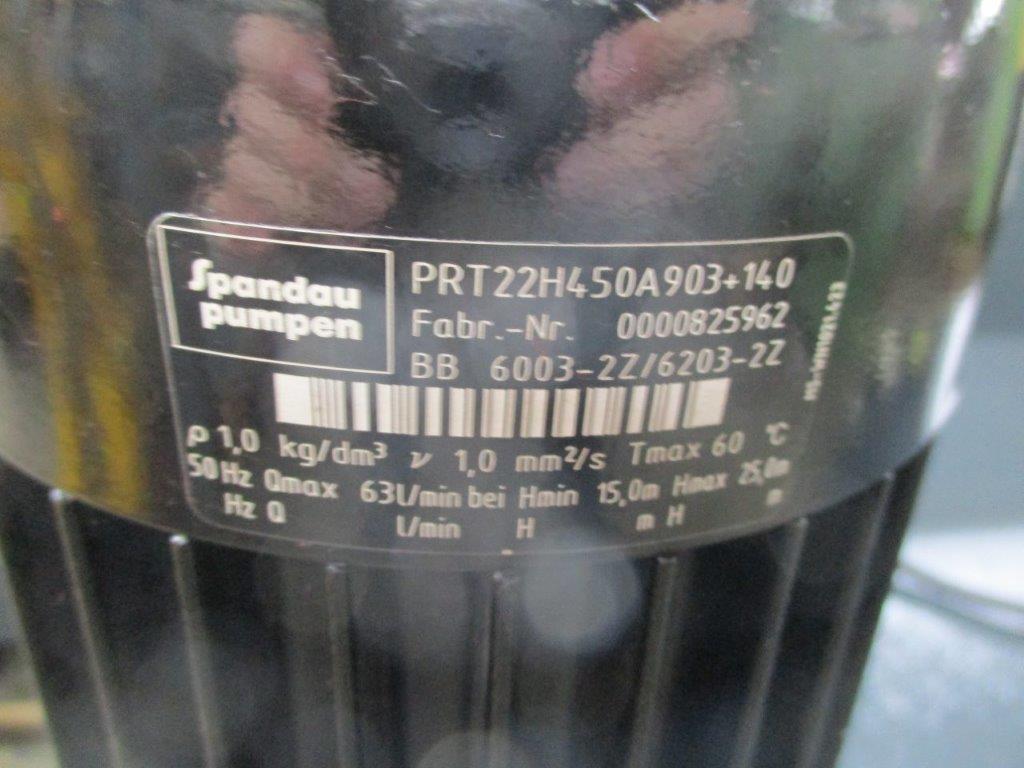 Spandau
pumpen
PRT22H450A903+140
Fabr.-Nr. 0000825962
BB 6003-2Z/6203-2Z
ρ 1,0 kg/dm³ ν 1,0 mm²/s Tmax 60 °C
50 Hz Qmax 63l/min bei Hmin 15,0m Hmax 25,0m
Hz Q l/min H m H m